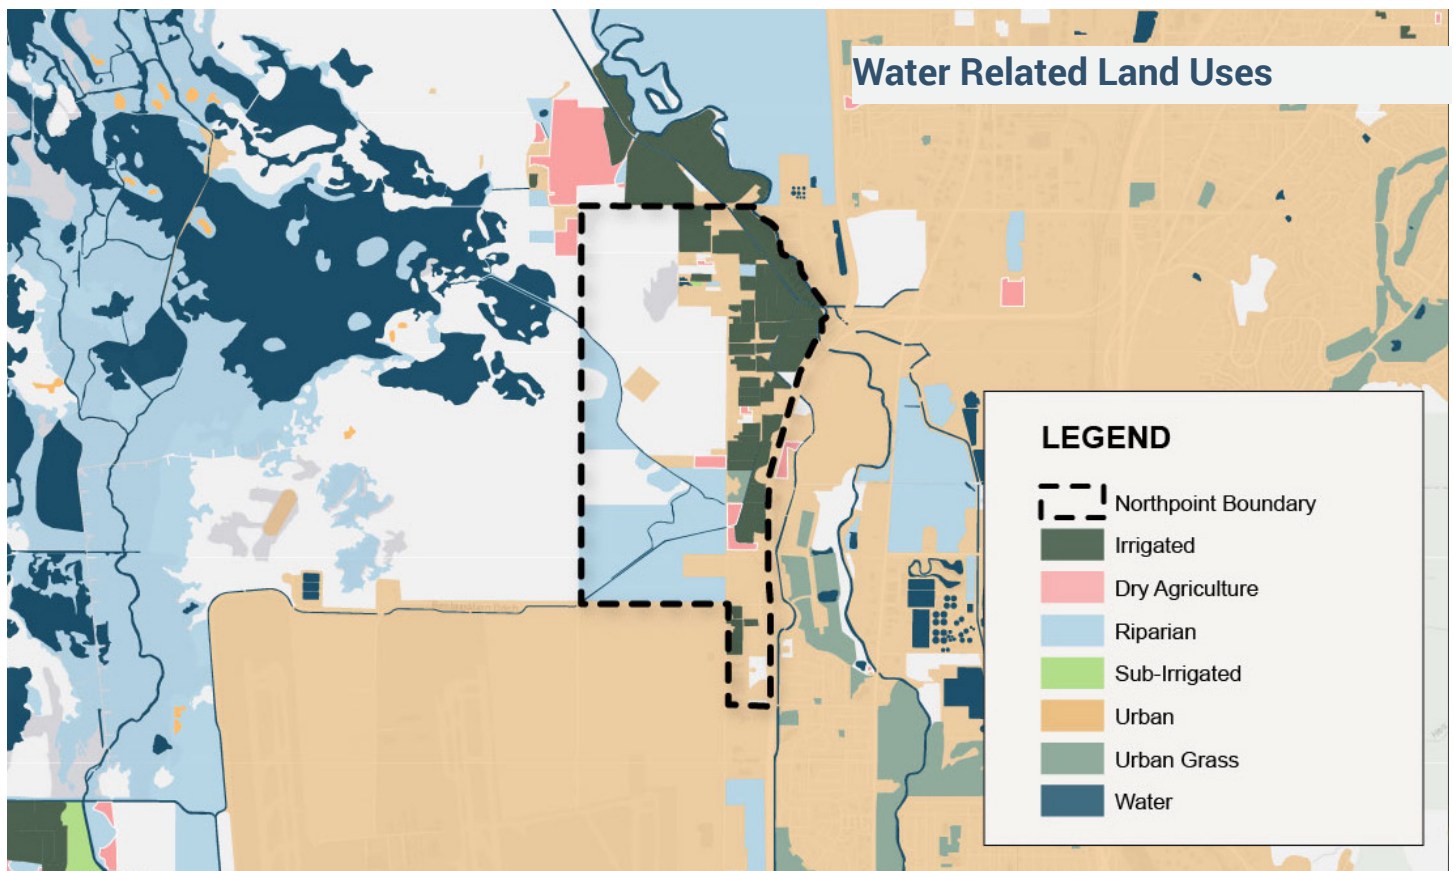 Water Related Land Uses
LEGEND
Northpoint Boundary
Irrigated
Dry Agriculture
Riparian
Sub-Irrigated
Urban
Urban Grass
Water